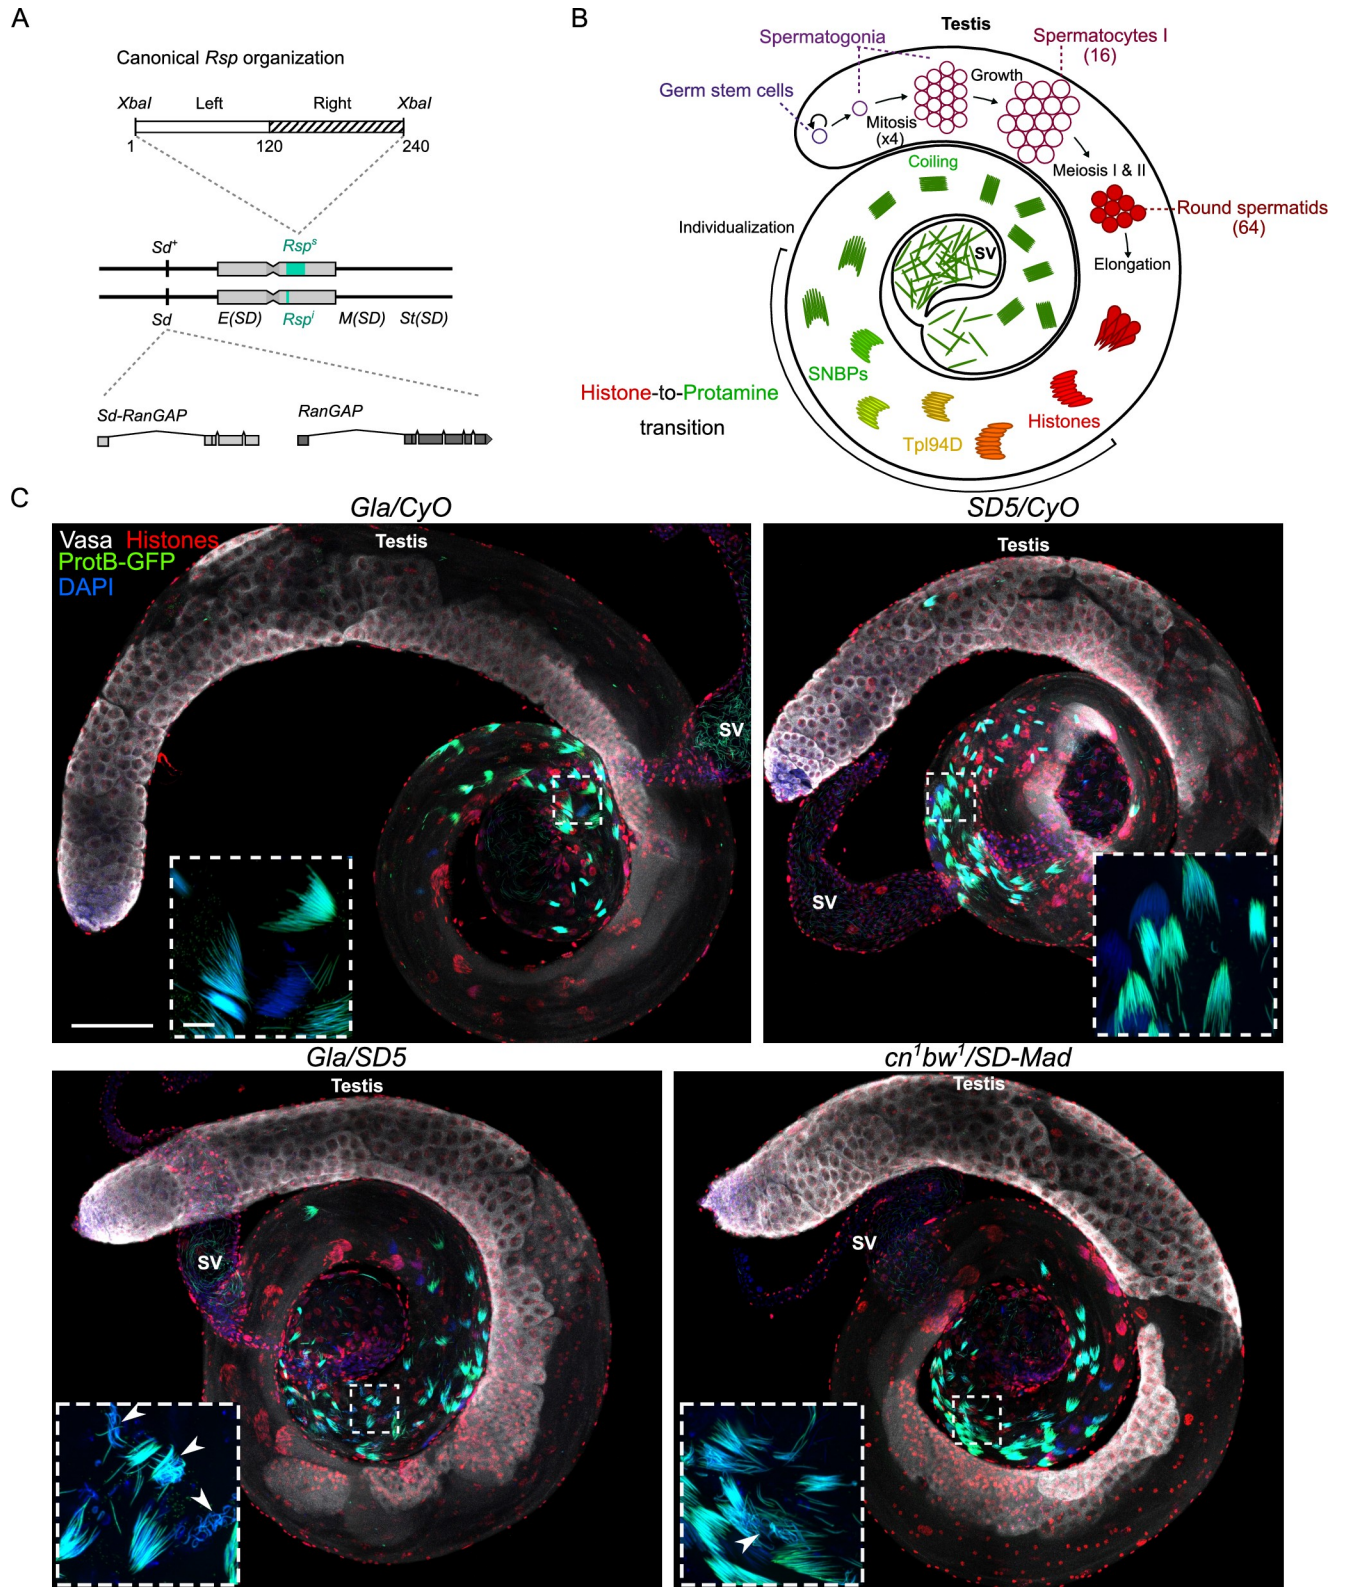 A
Canonical Rsp organization
XbaI Left Right XbaI
1 120 240
Sd+ Rsps
Sd E(SD) Rspi M(SD) St(SD)
Sd-RanGAP RanGAP
B
Testis
Spermatogonia
Spermatocytes I
(16)
Germ stem cells
Growth
Mitosis
(x4)
Meiosis I & II
Coiling
Round spermatids
(64)
Individualization
SV
Elongation
SNBPs
Histone-to-Protamine
transition
Tpl94D
Histones
C
Gla/CyO
Vasa Histones
ProtB-GFP
DAPI
Testis
SV
SD5/CyO
Testis
SV
Gla/SD5
Testis
SV
cn1bw1/SD-Mad
Testis
SV